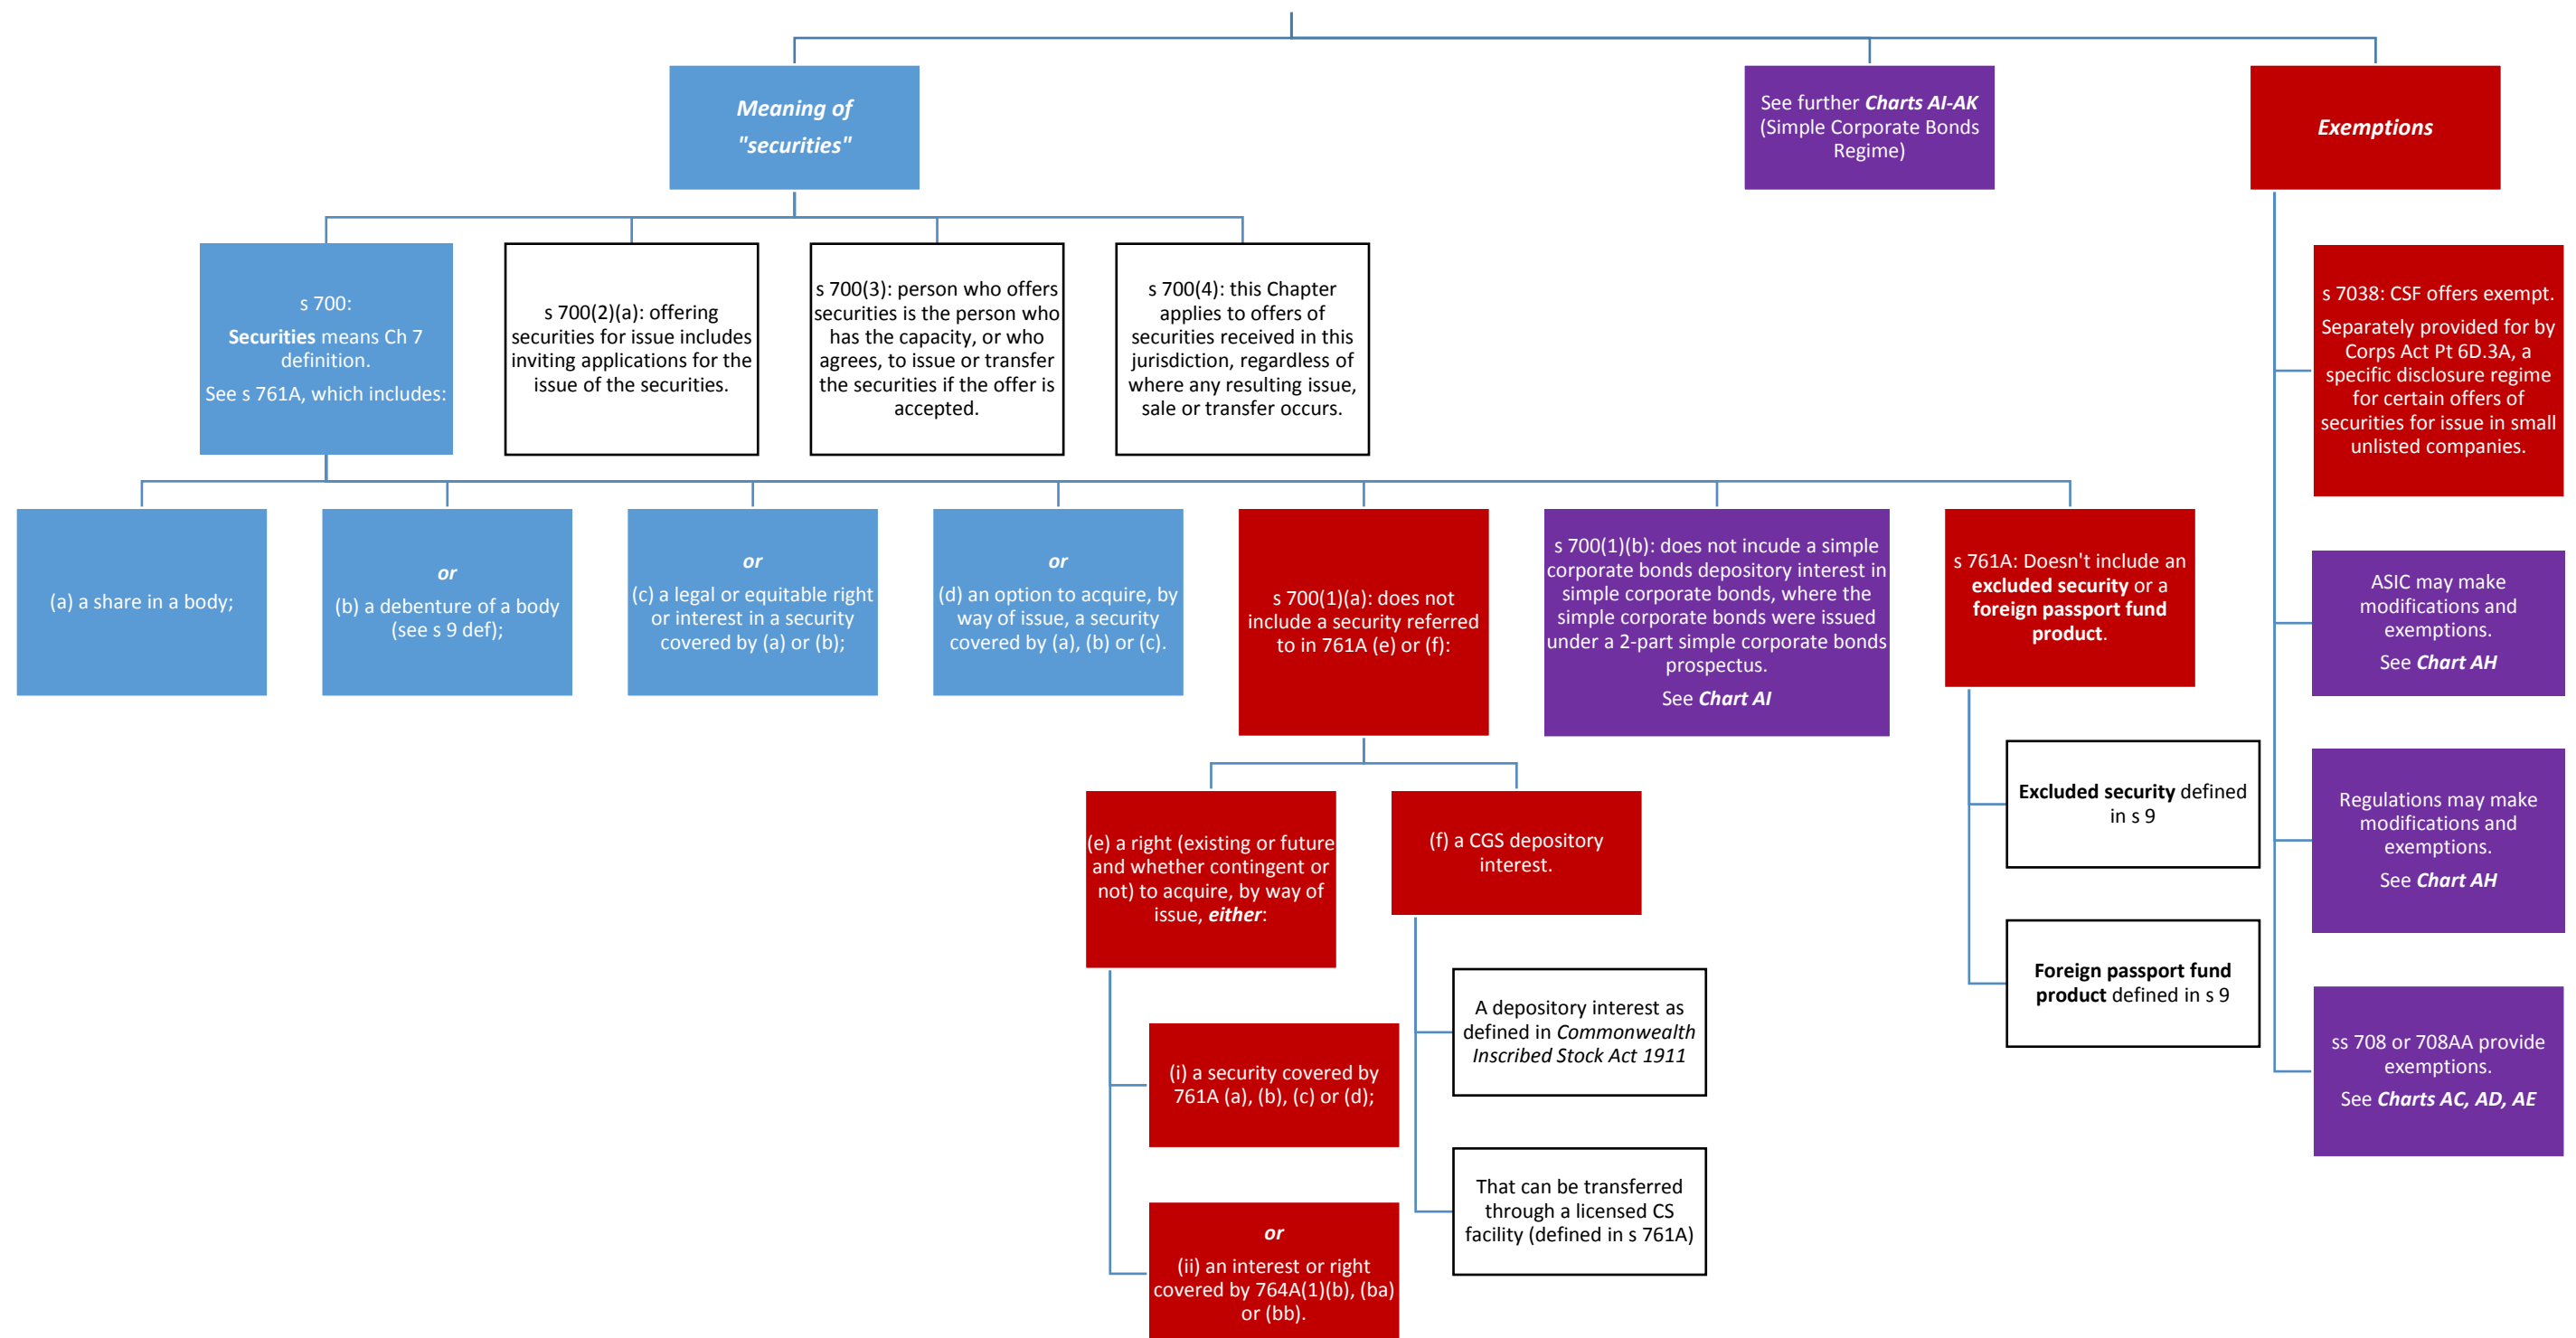 Meaning of
"securities"
See further Charts AI-AK
(Simple Corporate Bonds
Regime)
Exemptions
s 700:
Securities means Ch 7
definition.
See s 761A, which includes:
s 700(2)(a): offering
securities for issue includes
inviting applications for the
issue of the securities.
s 700(3): person who offers
securities is the person who
has the capacity, or who
agrees, to issue or transfer
the securities if the offer is
accepted.
s 700(4): this Chapter
applies to offers of
securities received in this
jurisdiction, regardless of
where any resulting issue,
sale or transfer occurs.
s 7038: CSF offers exempt.
Separately provided for by
Corps Act Pt 6D.3A, a
specific disclosure regime
for certain offers of
securities for issue in small
unlisted companies.
(a) a share in a body;
or
(b) a debenture of a body
(see s 9 def);
or
(c) a legal or equitable right
or interest in a security
covered by (a) or (b);
or
(d) an option to acquire, by
way of issue, a security
covered by (a), (b) or (c).
s 700(1)(a): does not
include a security referred
to in 761A (e) or (f):
s 700(1)(b): does not incude a simple
corporate bonds depository interest in
simple corporate bonds, where the
simple corporate bonds were issued
under a 2-part simple corporate bonds
prospectus.
See Chart AI
s 761A: Doesn't include an
excluded security or a
foreign passport fund
product.
ASIC may make
modifications and
exemptions.
See Chart AH
(e) a right (existing or future
and whether contingent or
not) to acquire, by way of
issue, either:
(f) a CGS depository
interest.
Excluded security defined
in s 9
Regulations may make
modifications and
exemptions.
See Chart AH
Foreign passport fund
product defined in s 9
A depository interest as
defined in Commonwealth
Inscribed Stock Act 1911
ss 708 or 708AA provide
exemptions.
See Charts AC, AD, AE
(i) a security covered by
761A (a), (b), (c) or (d);
That can be transferred
through a licensed CS
facility (defined in s 761A)
or
(ii) an interest or right
covered by 764A(1)(b), (ba)
or (bb).